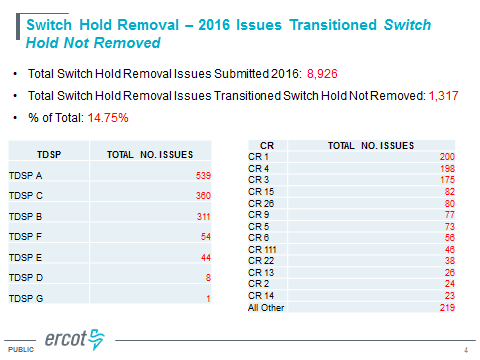 Switch Hold Removal – 2016 Issues Transitioned Switch
Hold Not Removed
• Total Switch Hold Removal Issues Submitted 2016: 8,926
• Total Switch Hold Removal Issues Transitioned Switch Hold Not Removed: 1,317
• % of Total: 14.75%
TDSP TOTAL NO. ISSUES
TDSP A 539
TDSP C 360
TDSP B 311
TDSP F 54
TDSP E 44
TDSP D 8
TDSP G 1
CR TOTAL NO. ISSUES
CR 1 200
CR 4 198
CR 3 175
CR 15 82
CR 26 80
CR 9 77
CR 5 73
CR 6 56
CR 111 46
CR 22 38
CR 13 26
CR 2 24
CR 14 23
All Other 219
PUBLIC
ercot
4